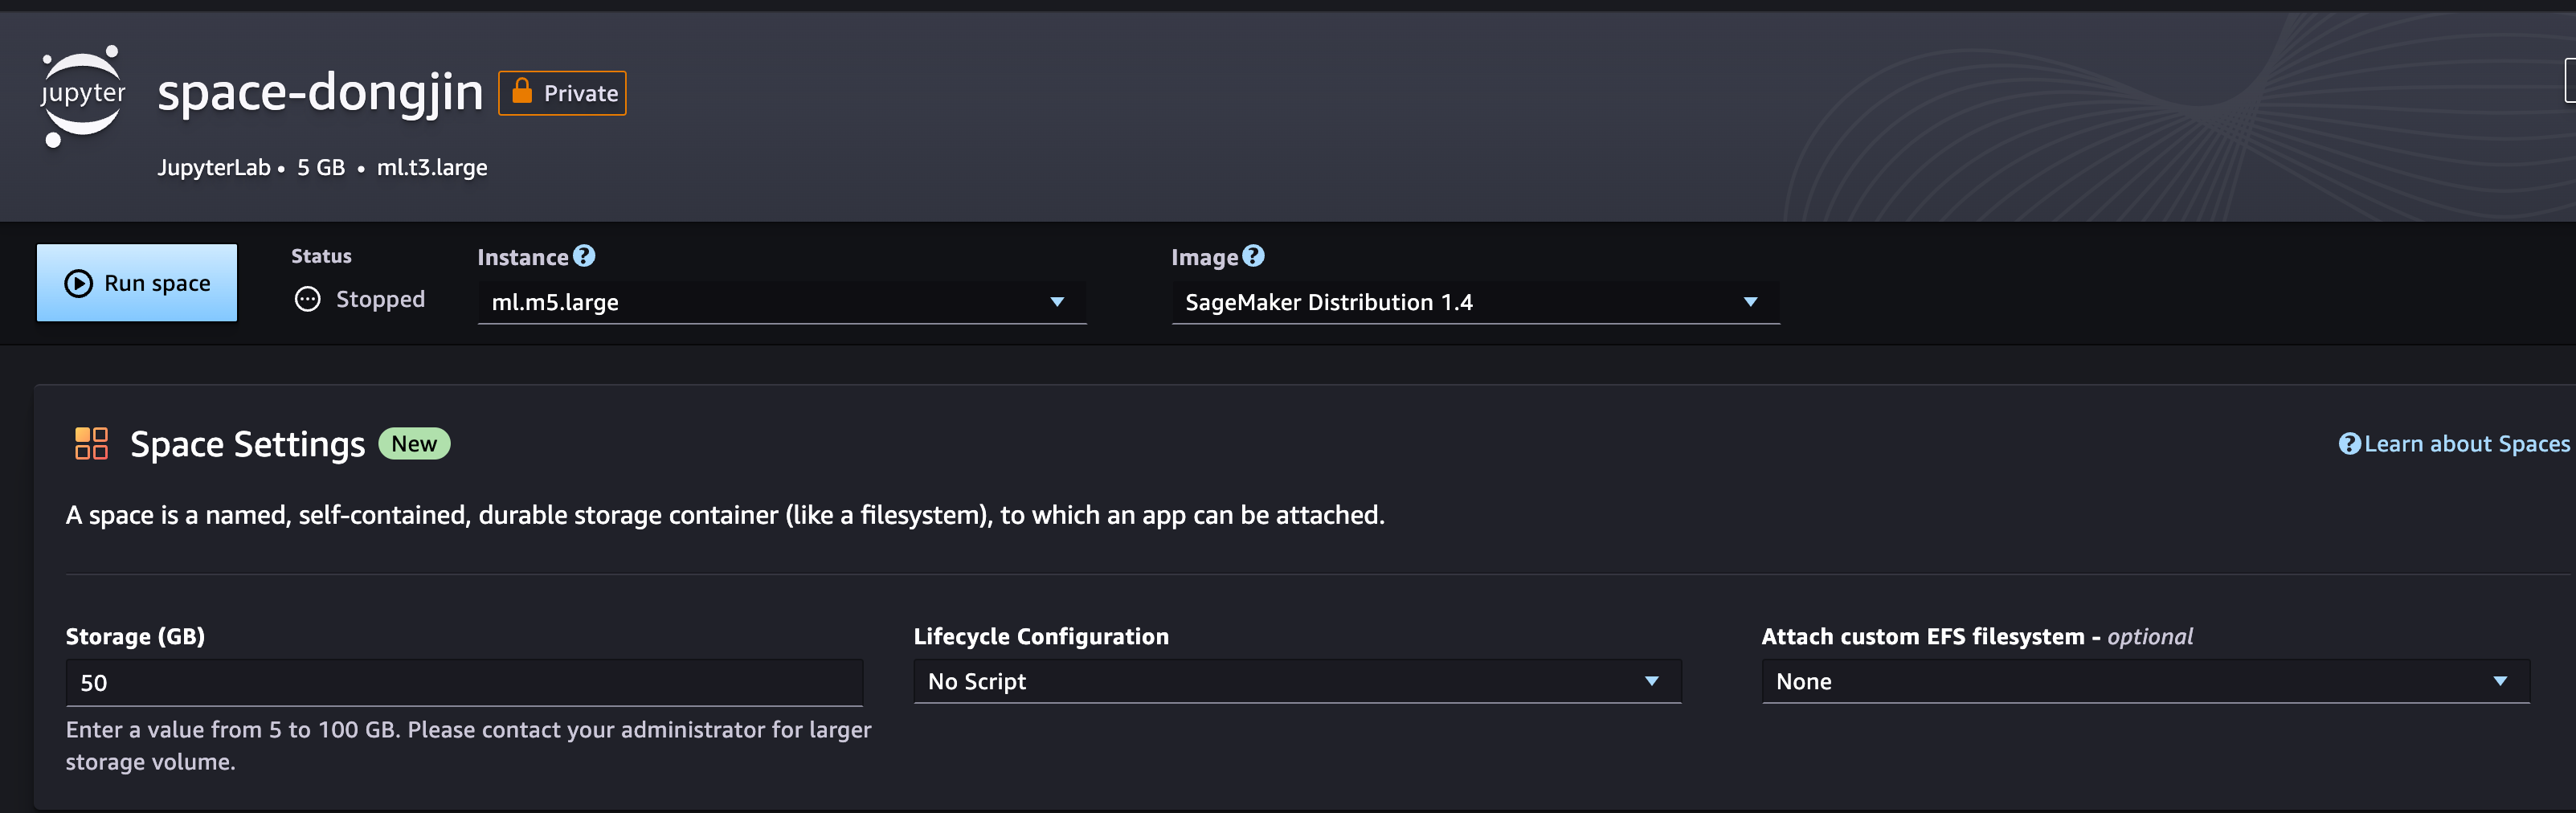 jupyter
space-dongjin
Private
JupyterLab • 5 GB • ml.t3.large
Run space
Status
Stopped
Instance
ml.m5.large
Image
SageMaker Distribution 1.4
Space Settings New
Learn about Spaces
A space is a named, self-contained, durable storage container (like a filesystem), to which an app can be attached.
Storage (GB)
50
Enter a value from 5 to 100 GB. Please contact your administrator for larger
storage volume.
Lifecycle Configuration
No Script
Attach custom EFS filesystem - optional
None